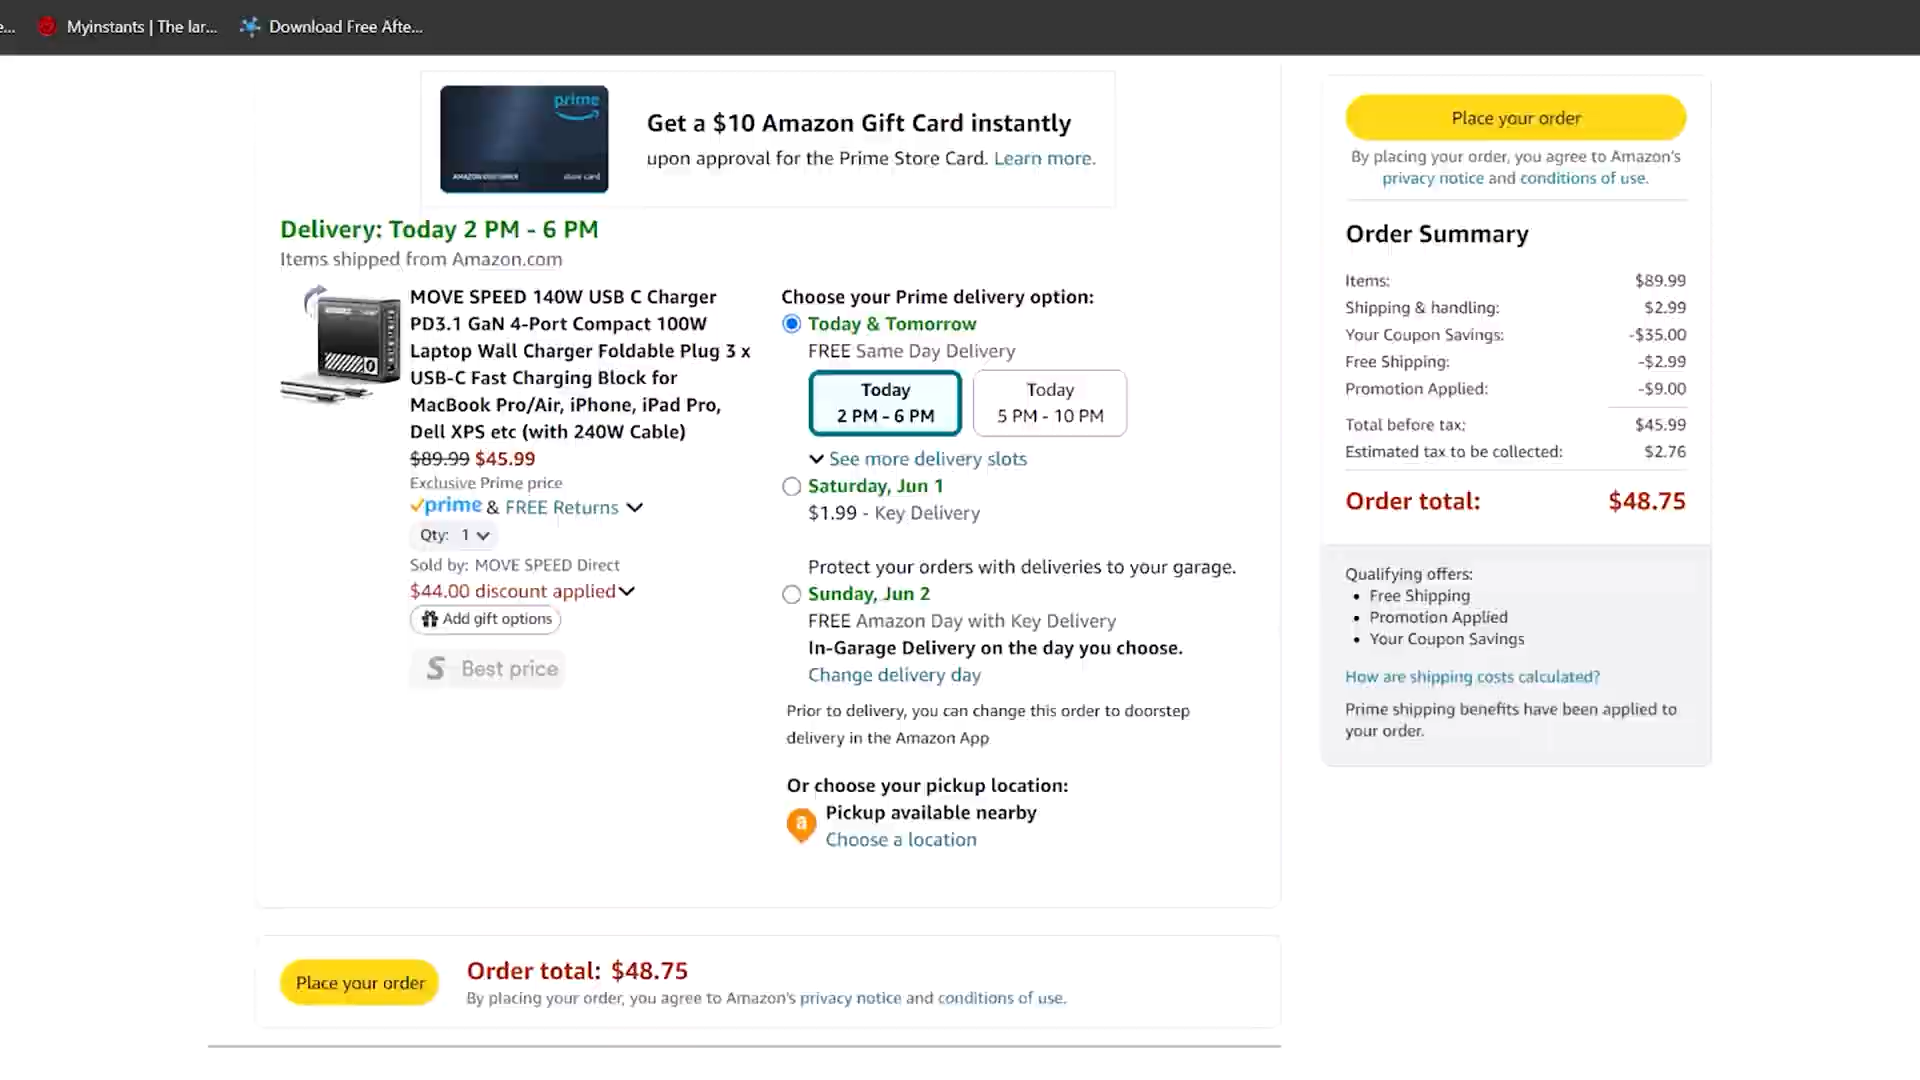 e...
Myinstants | The lar...
Download Free Afte...
prime
AMAZON CUSTOMER
store card
Get a $10 Amazon Gift Card instantly
upon approval for the Prime Store Card. Learn more.
Delivery: Today 2 PM - 6 PM
Items shipped from Amazon.com
MOVE SPEED 140W USB C Charger
PD3.1 GaN 4-Port Compact 100W
Laptop Wall Charger Foldable Plug 3 x
USB-C Fast Charging Block for
MacBook Pro/Air, iPhone, iPad Pro,
Dell XPS etc (with 240W Cable)
$89.99 $45.99
Exclusive Prime price
prime & FREE Returns
Qty: 1
Sold by: MOVE SPEED Direct
$44.00 discount applied
Add gift options
S Best price
Choose your Prime delivery option:
Today & Tomorrow
FREE Same Day Delivery
Today
2 PM - 6 PM
Today
5 PM - 10 PM
See more delivery slots
Saturday, Jun 1
$1.99 - Key Delivery
Protect your orders with deliveries to your garage.
Sunday, Jun 2
FREE Amazon Day with Key Delivery
In-Garage Delivery on the day you choose.
Change delivery day
Prior to delivery, you can change this order to doorstep
delivery in the Amazon App
Or choose your pickup location:
a
Pickup available nearby
Choose a location
Place your order
Order total: $48.75
By placing your order, you agree to Amazon's privacy notice and conditions of use.
Place your order
By placing your order, you agree to Amazon's
privacy notice and conditions of use.
Order Summary
Items: $89.99
Shipping & handling: $2.99
Your Coupon Savings: -$35.00
Free Shipping: -$2.99
Promotion Applied: -$9.00
Total before tax: $45.99
Estimated tax to be collected: $2.76
Order total: $48.75
Qualifying offers:
• Free Shipping
• Promotion Applied
• Your Coupon Savings
How are shipping costs calculated?
Prime shipping benefits have been applied to
your order.